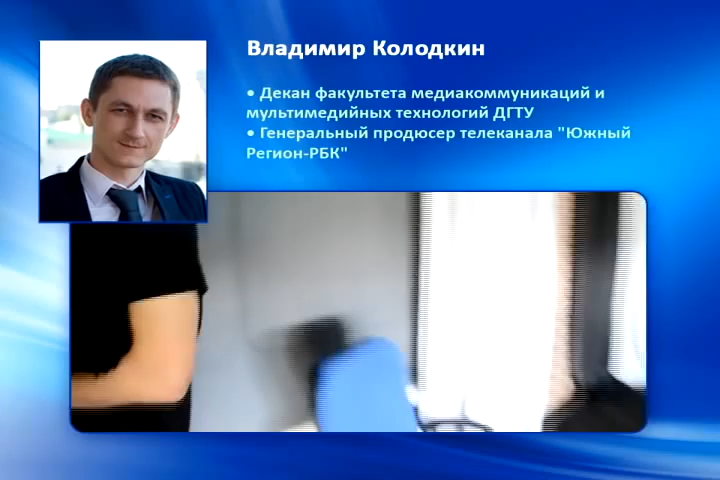 Владимир Колодкин
• Декан факультета медиакоммуникаций и
мультимедийных технологий ДГТУ
• Генеральный продюсер телеканала "Южный
Регион-РБК"